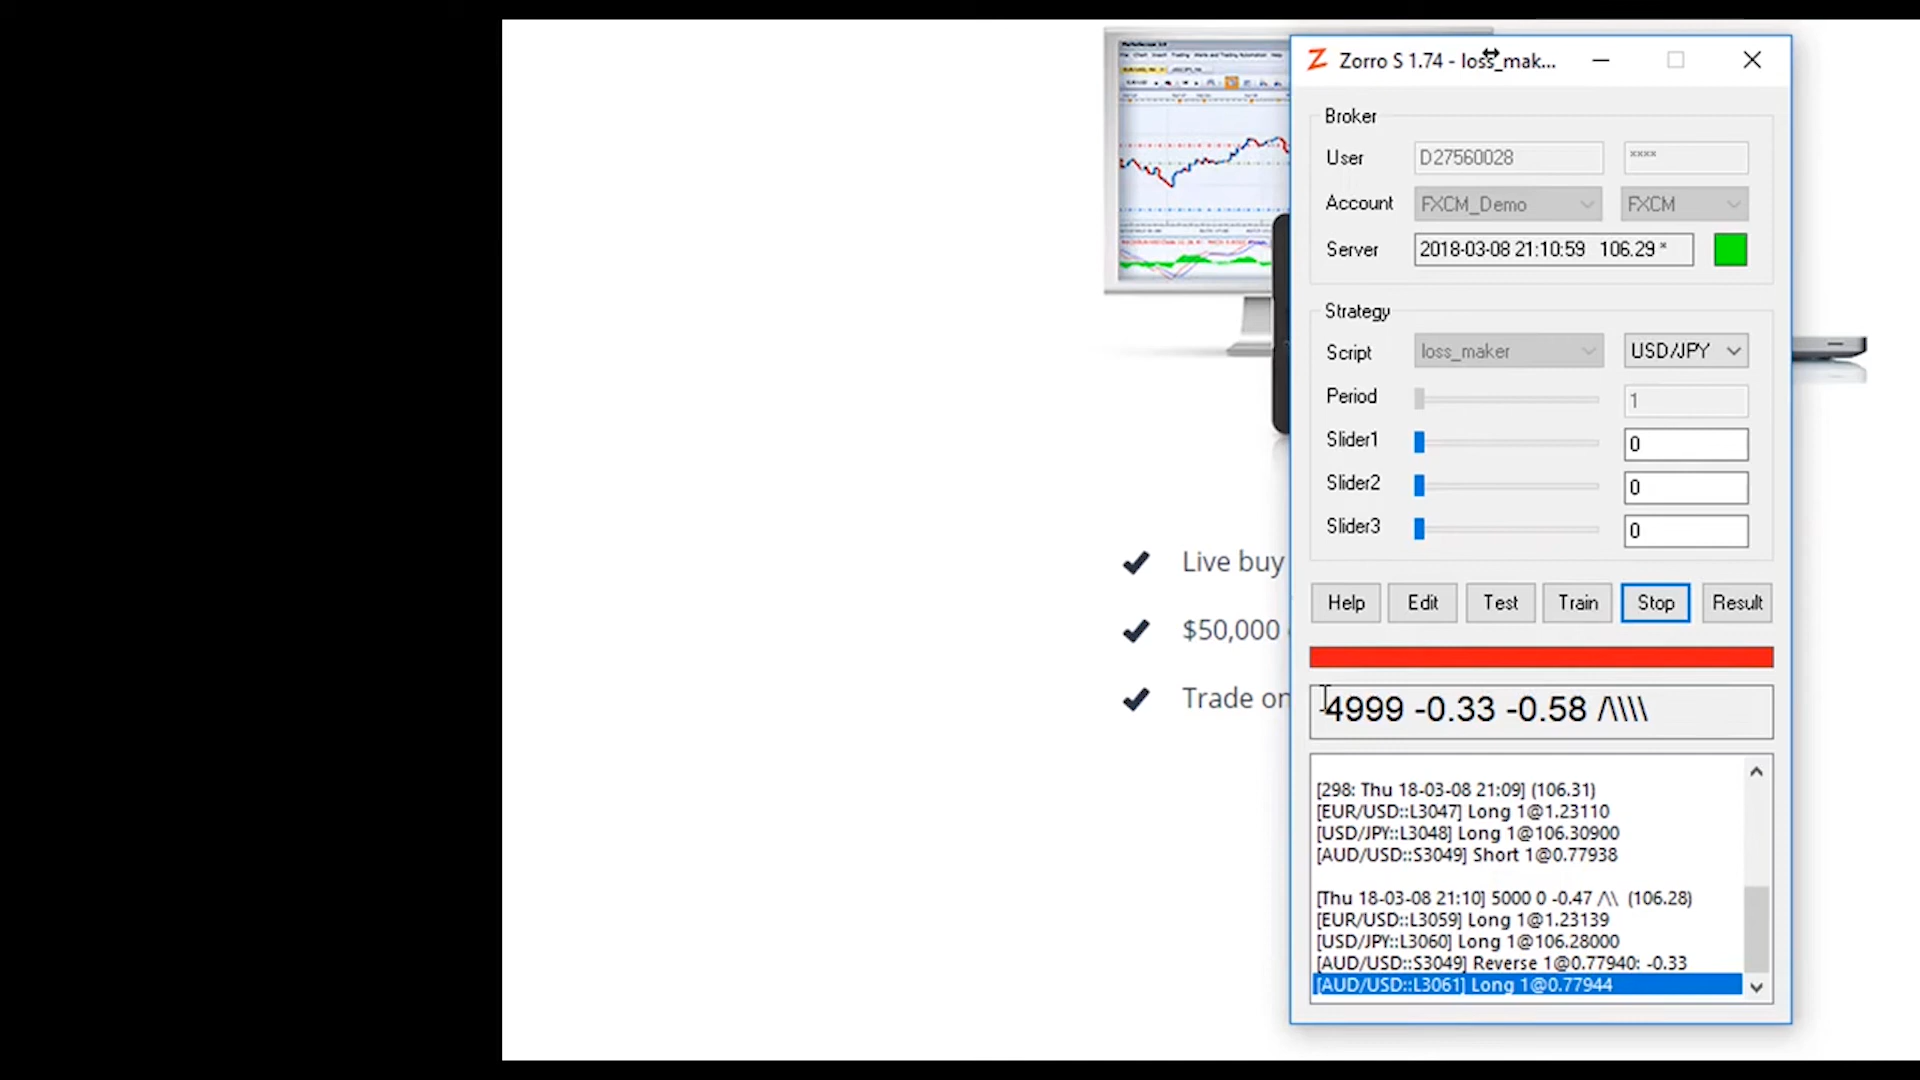 Zorro S 1.74 - loss_mak...
Broker
User D27560028 ****
Account FXCM_Demo FXCM
Server 2018-03-08 21:10:59 106.29 *
Strategy
Script loss_maker USD/JPY
Period 1
Slider1 0
Slider2 0
Slider3 0
Help Edit Test Train Stop Result
4999 -0.33 -0.58 /\\\\
[298: Thu 18-03-08 21:09] (106.31)
[EUR/USD::L3047] Long 1@1.23110
[USD/JPY::L3048] Long 1@106.30900
[AUD/USD::S3049] Short 1@0.77938
[Thu 18-03-08 21:10] 5000 0 -0.47 /\\ (106.28)
[EUR/USD::L3059] Long 1@1.23139
[USD/JPY::L3060] Long 1@106.28000
[AUD/USD::S3049] Reverse 1@0.77940: -0.33
[AUD/USD::L3061] Long 1@0.77944
Live buy
$50,000
Trade on